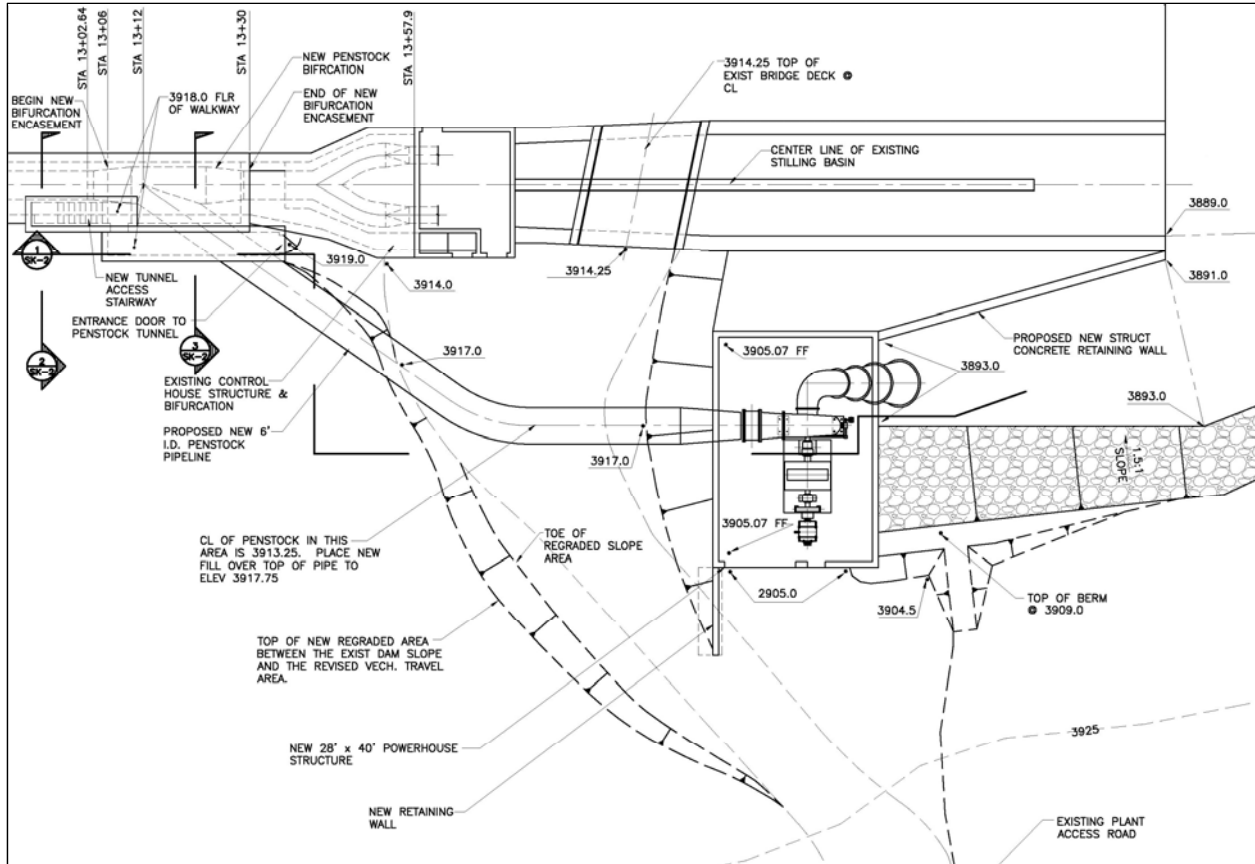 STA 13+02.64
STA 13+06
STA 13+12
STA 13+30
STA 13+57.9
NEW PENSTOCK
BIFRCATION
3914.25 TOP OF
EXIST BRIDGE DECK @
CL
BEGIN NEW
BIFURCATION
ENCASEMENT
3918.0 FLR
OF WALKWAY
END OF NEW
BIFURCATION
ENCASEMENT
CENTER LINE OF EXISTING
STILLING BASIN
3889.0
1
SK-2
3919.0
3914.0
3914.25
3891.0
NEW TUNNEL
ACCESS
STAIRWAY
ENTRANCE DOOR TO
PENSTOCK TUNNEL
2
SK-2
3
SK-2
3917.0
3905.07 FF
PROPOSED NEW STRUCT
CONCRETE RETAINING WALL
3893.0
3893.0
EXISTING CONTROL
HOUSE STRUCTURE &
BIFURCATION
PROPOSED NEW 6'
I.D. PENSTOCK
PIPELINE
3917.0
1.5:1
SLOPE
CL OF PENSTOCK IN THIS
AREA IS 3913.25. PLACE NEW
FILL OVER TOP OF PIPE TO
ELEV 3917.75
TOE OF
REGRADED SLOPE
AREA
3905.07 FF
2905.0
3904.5
TOP OF BERM
@ 3909.0
TOP OF NEW REGRADED AREA
BETWEEN THE EXIST DAM SLOPE
AND THE REVISED VECH. TRAVEL
AREA.
NEW 28' x 40' POWERHOUSE
STRUCTURE
3925
NEW RETAINING
WALL
EXISTING PLANT
ACCESS ROAD